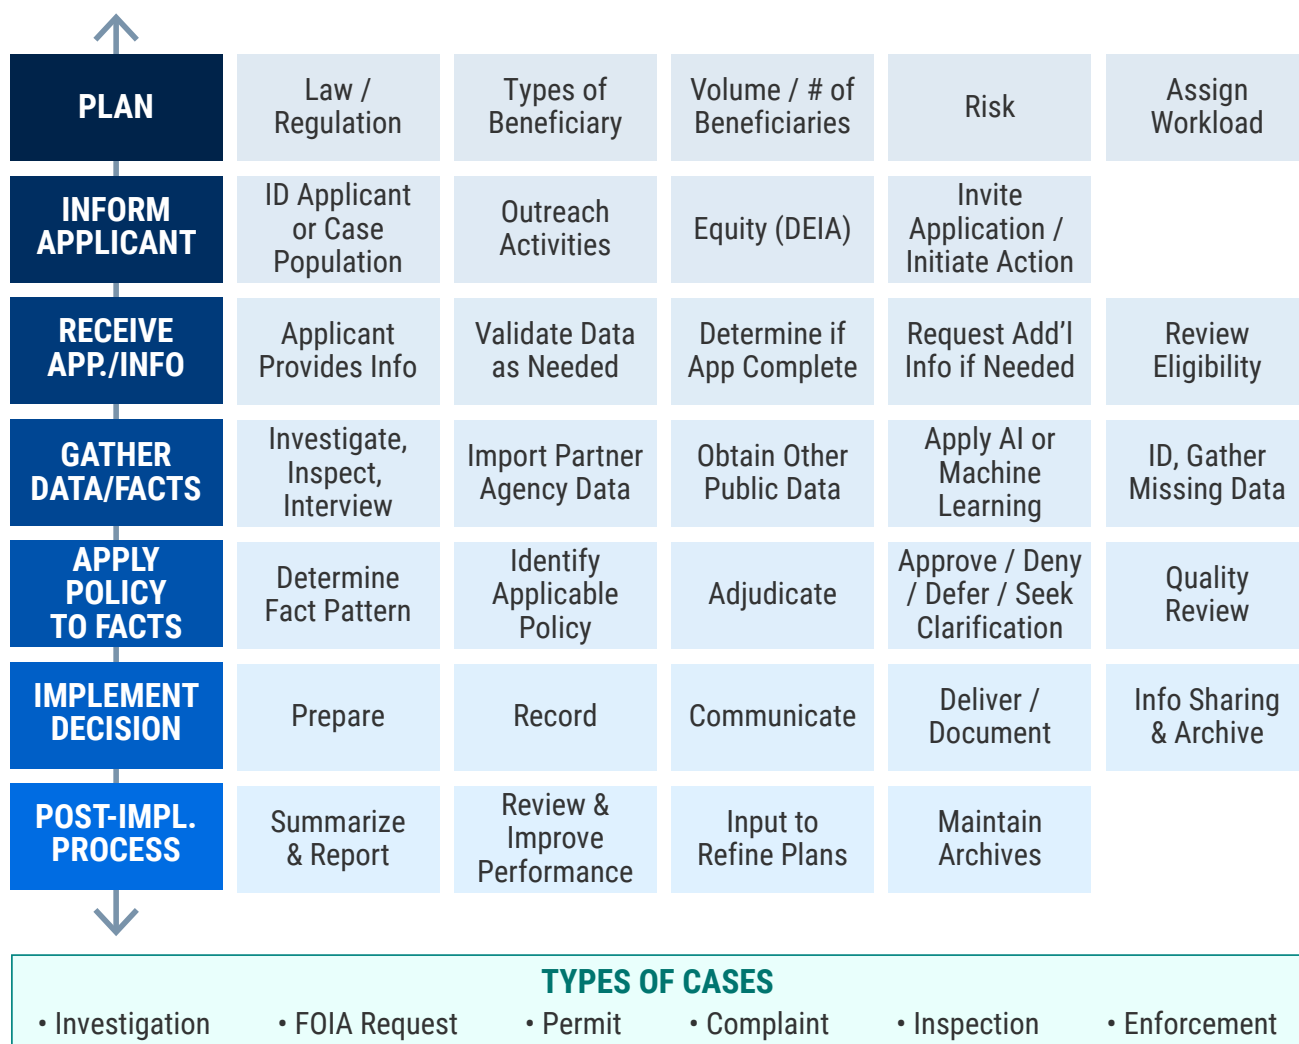 PLAN
Law /
Regulation
Types of
Beneficiary
Volume / # of
Beneficiaries
Risk
Assign
Workload
INFORM
APPLICANT
ID Applicant
or Case
Population
Outreach
Activities
Equity (DEIA)
Invite
Application /
Initiate Action
RECEIVE
APP./INFO
Applicant
Provides Info
Validate Data
as Needed
Determine if
App Complete
Request Add’l
Info if Needed
Review
Eligibility
GATHER
DATA/FACTS
Investigate,
Inspect,
Interview
Import Partner
Agency Data
Obtain Other
Public Data
Apply AI or
Machine
Learning
ID, Gather
Missing Data
APPLY
POLICY
TO FACTS
Determine
Fact Pattern
Identify
Applicable
Policy
Adjudicate
Approve / Deny
/ Defer / Seek
Clarification
Quality
Review
IMPLEMENT
DECISION
Prepare
Record
Communicate
Deliver /
Document
Info Sharing
& Archive
POST-IMPL.
PROCESS
Summarize
& Report
Review &
Improve
Performance
Input to
Refine Plans
Maintain
Archives
TYPES OF CASES
• Investigation • FOIA Request • Permit • Complaint • Inspection • Enforcement